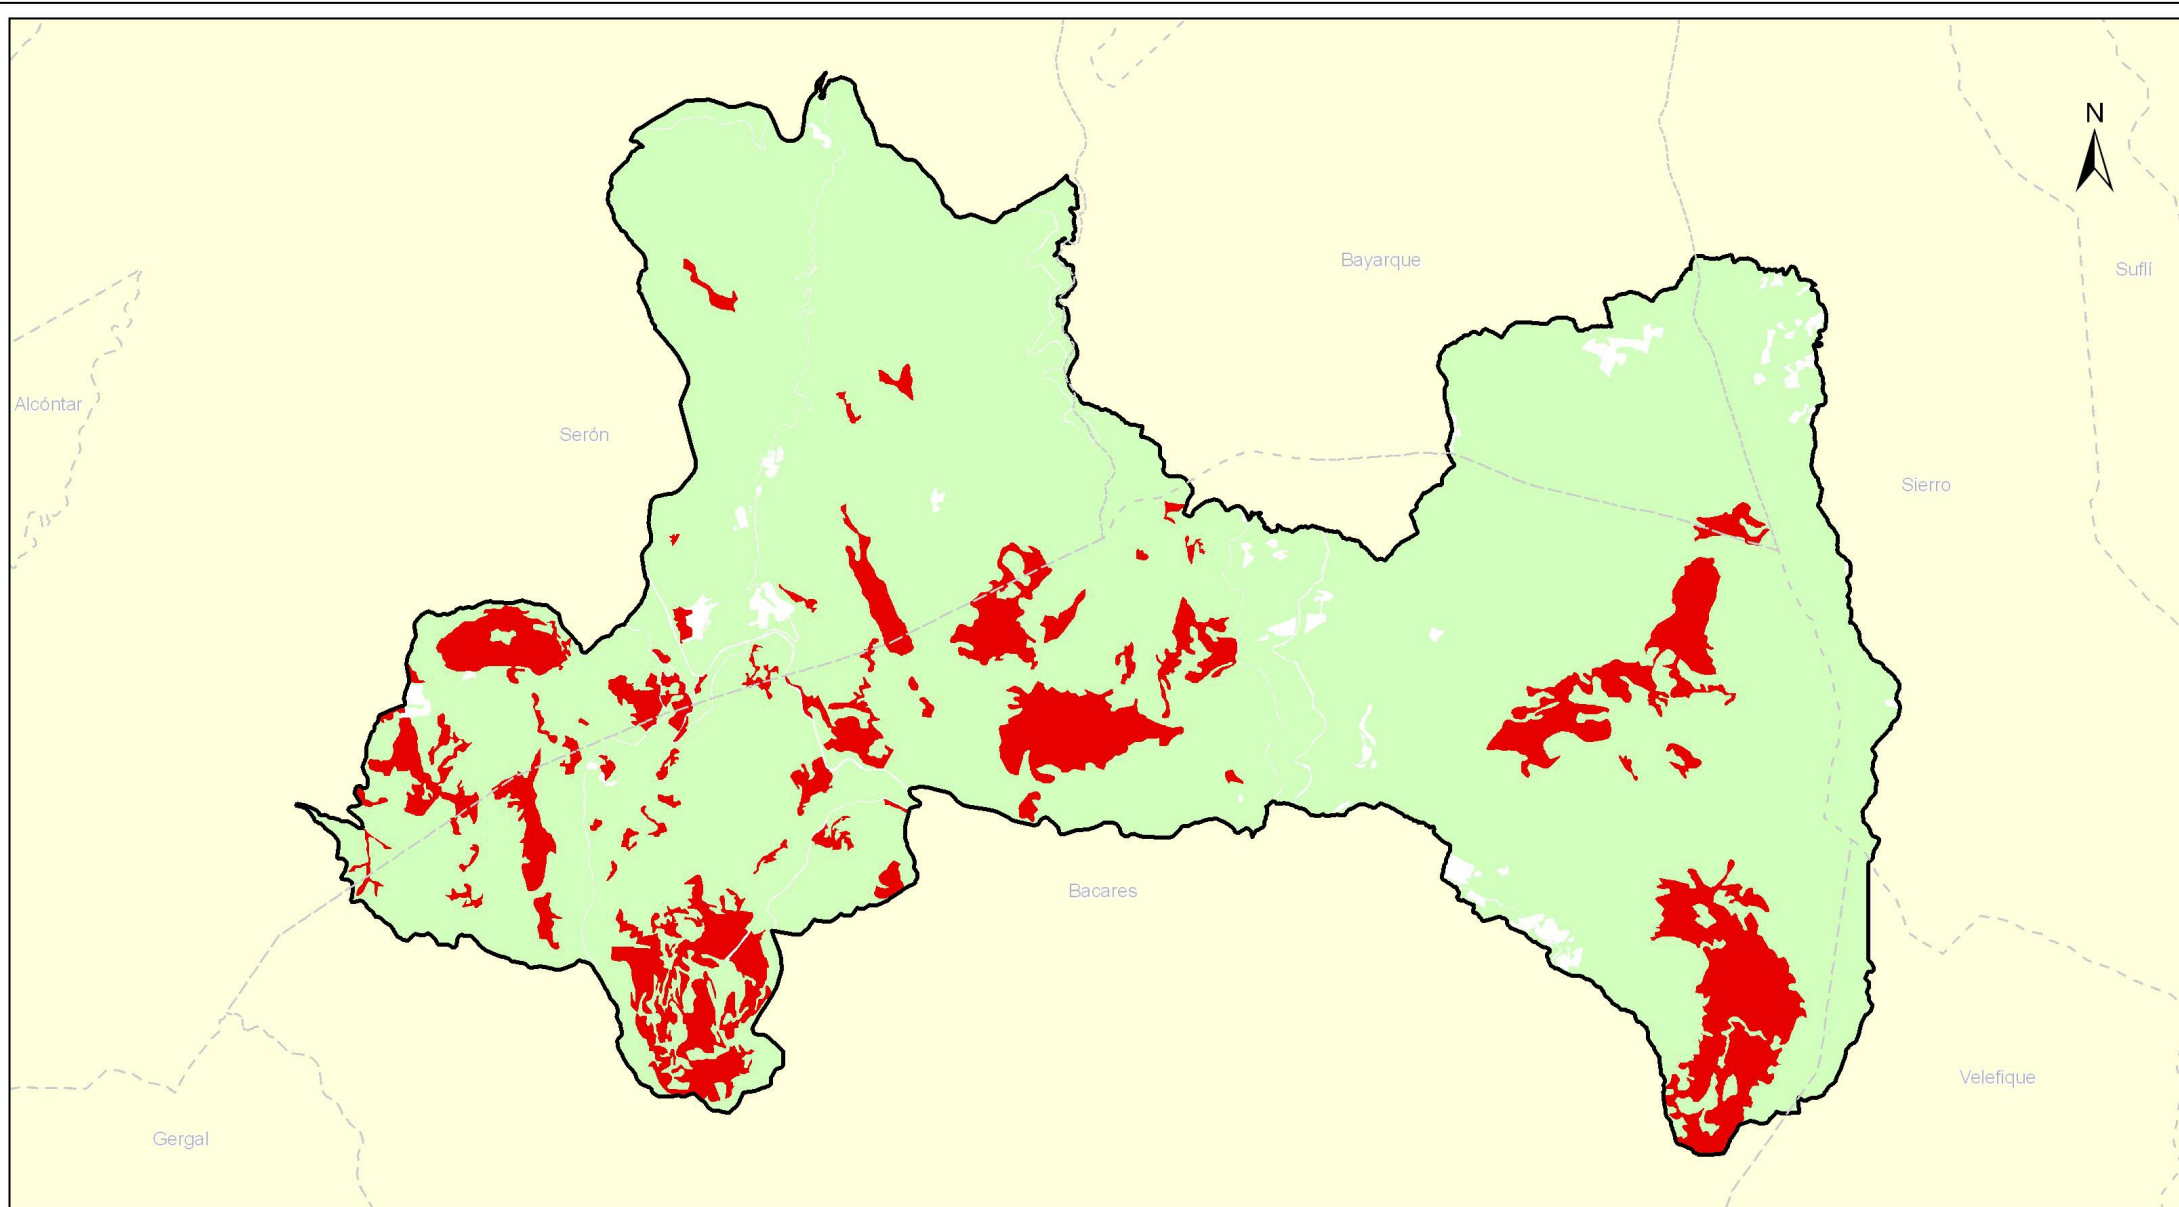 N
Bayarque
Suflí
Alcóntar
Serón
Sierro
Bacares
Velefique
Gergal